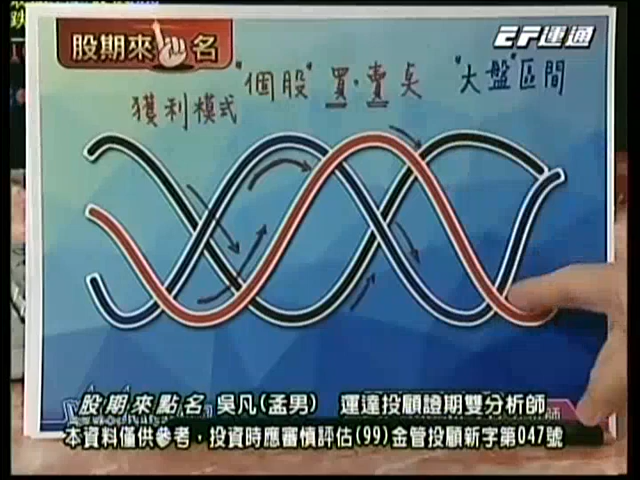 股期來 名
EF運通
獲利模式 "個股" 買·賣点 "大盤"區間
股期來點名 吳凡(孟男) 運達投顧證期雙分析師
本資料僅供參考，投資時應審慎評估(99)金管投顧新字第047號